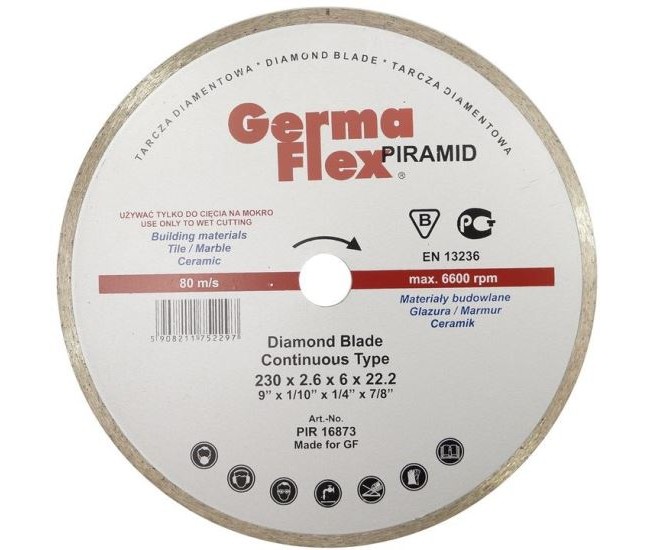 TARCZA DIAMENTOWA * DIAMOND BLADE * TARCZA DIAMENTOWA
Germa
Flex PIRAMID
®
UŻYWAĆ TYLKO DO CIĘCIA NA MOKRO
USE ONLY TO WET CUTTING
Building materials
Tile / Marble
Ceramic
B
EN 13236
80 m/s
max. 6600 rpm
Materiały budowlane
Glazura / Marmur
Ceramik
5 908211 752297
Diamond Blade
Continuous Type
230 x 2.6 x 6 x 22.2
9" x 1/10" x 1/4" x 7/8"
Art.-No.
PIR 16873
Made for GF